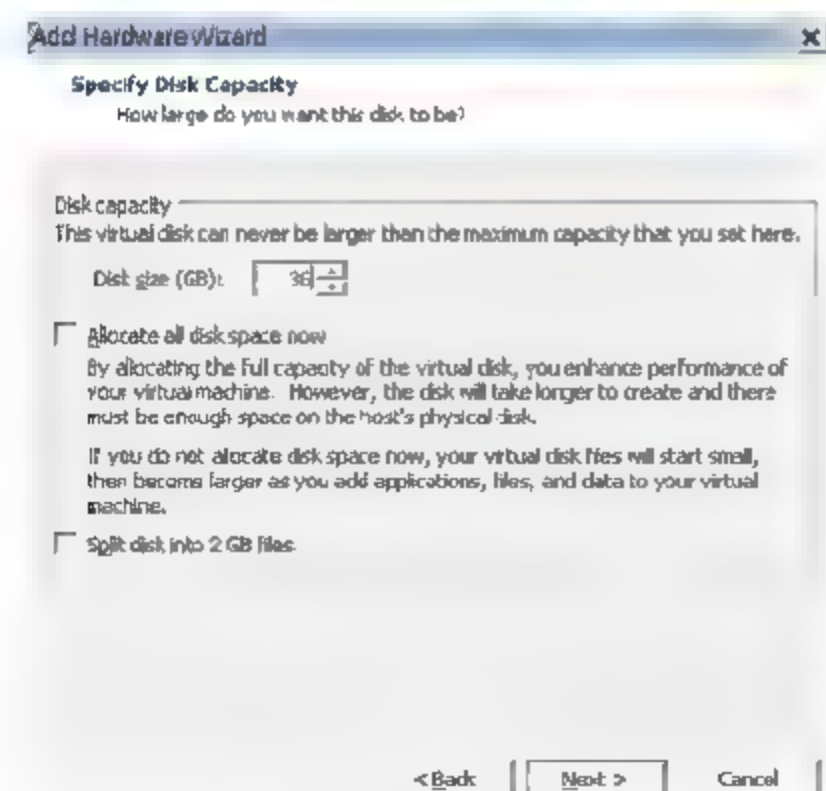 Add Hardware Wizard
Specify Disk Capacity
How large do you want this disk to be?
Disk capacity
This virtual disk can never be larger than the maximum capacity that you set here.
Disk size (GB): 36
Allocate all disk space now
By allocating the full capacity of the virtual disk, you enhance performance of
your virtual machine. However, the disk will take longer to create and there
must be enough space on the host's physical disk.
If you do not allocate disk space now, your virtual disk files will start small,
then become larger as you add applications, files, and data to your virtual
machine.
Split disk into 2 GB files
< Back Next > Cancel